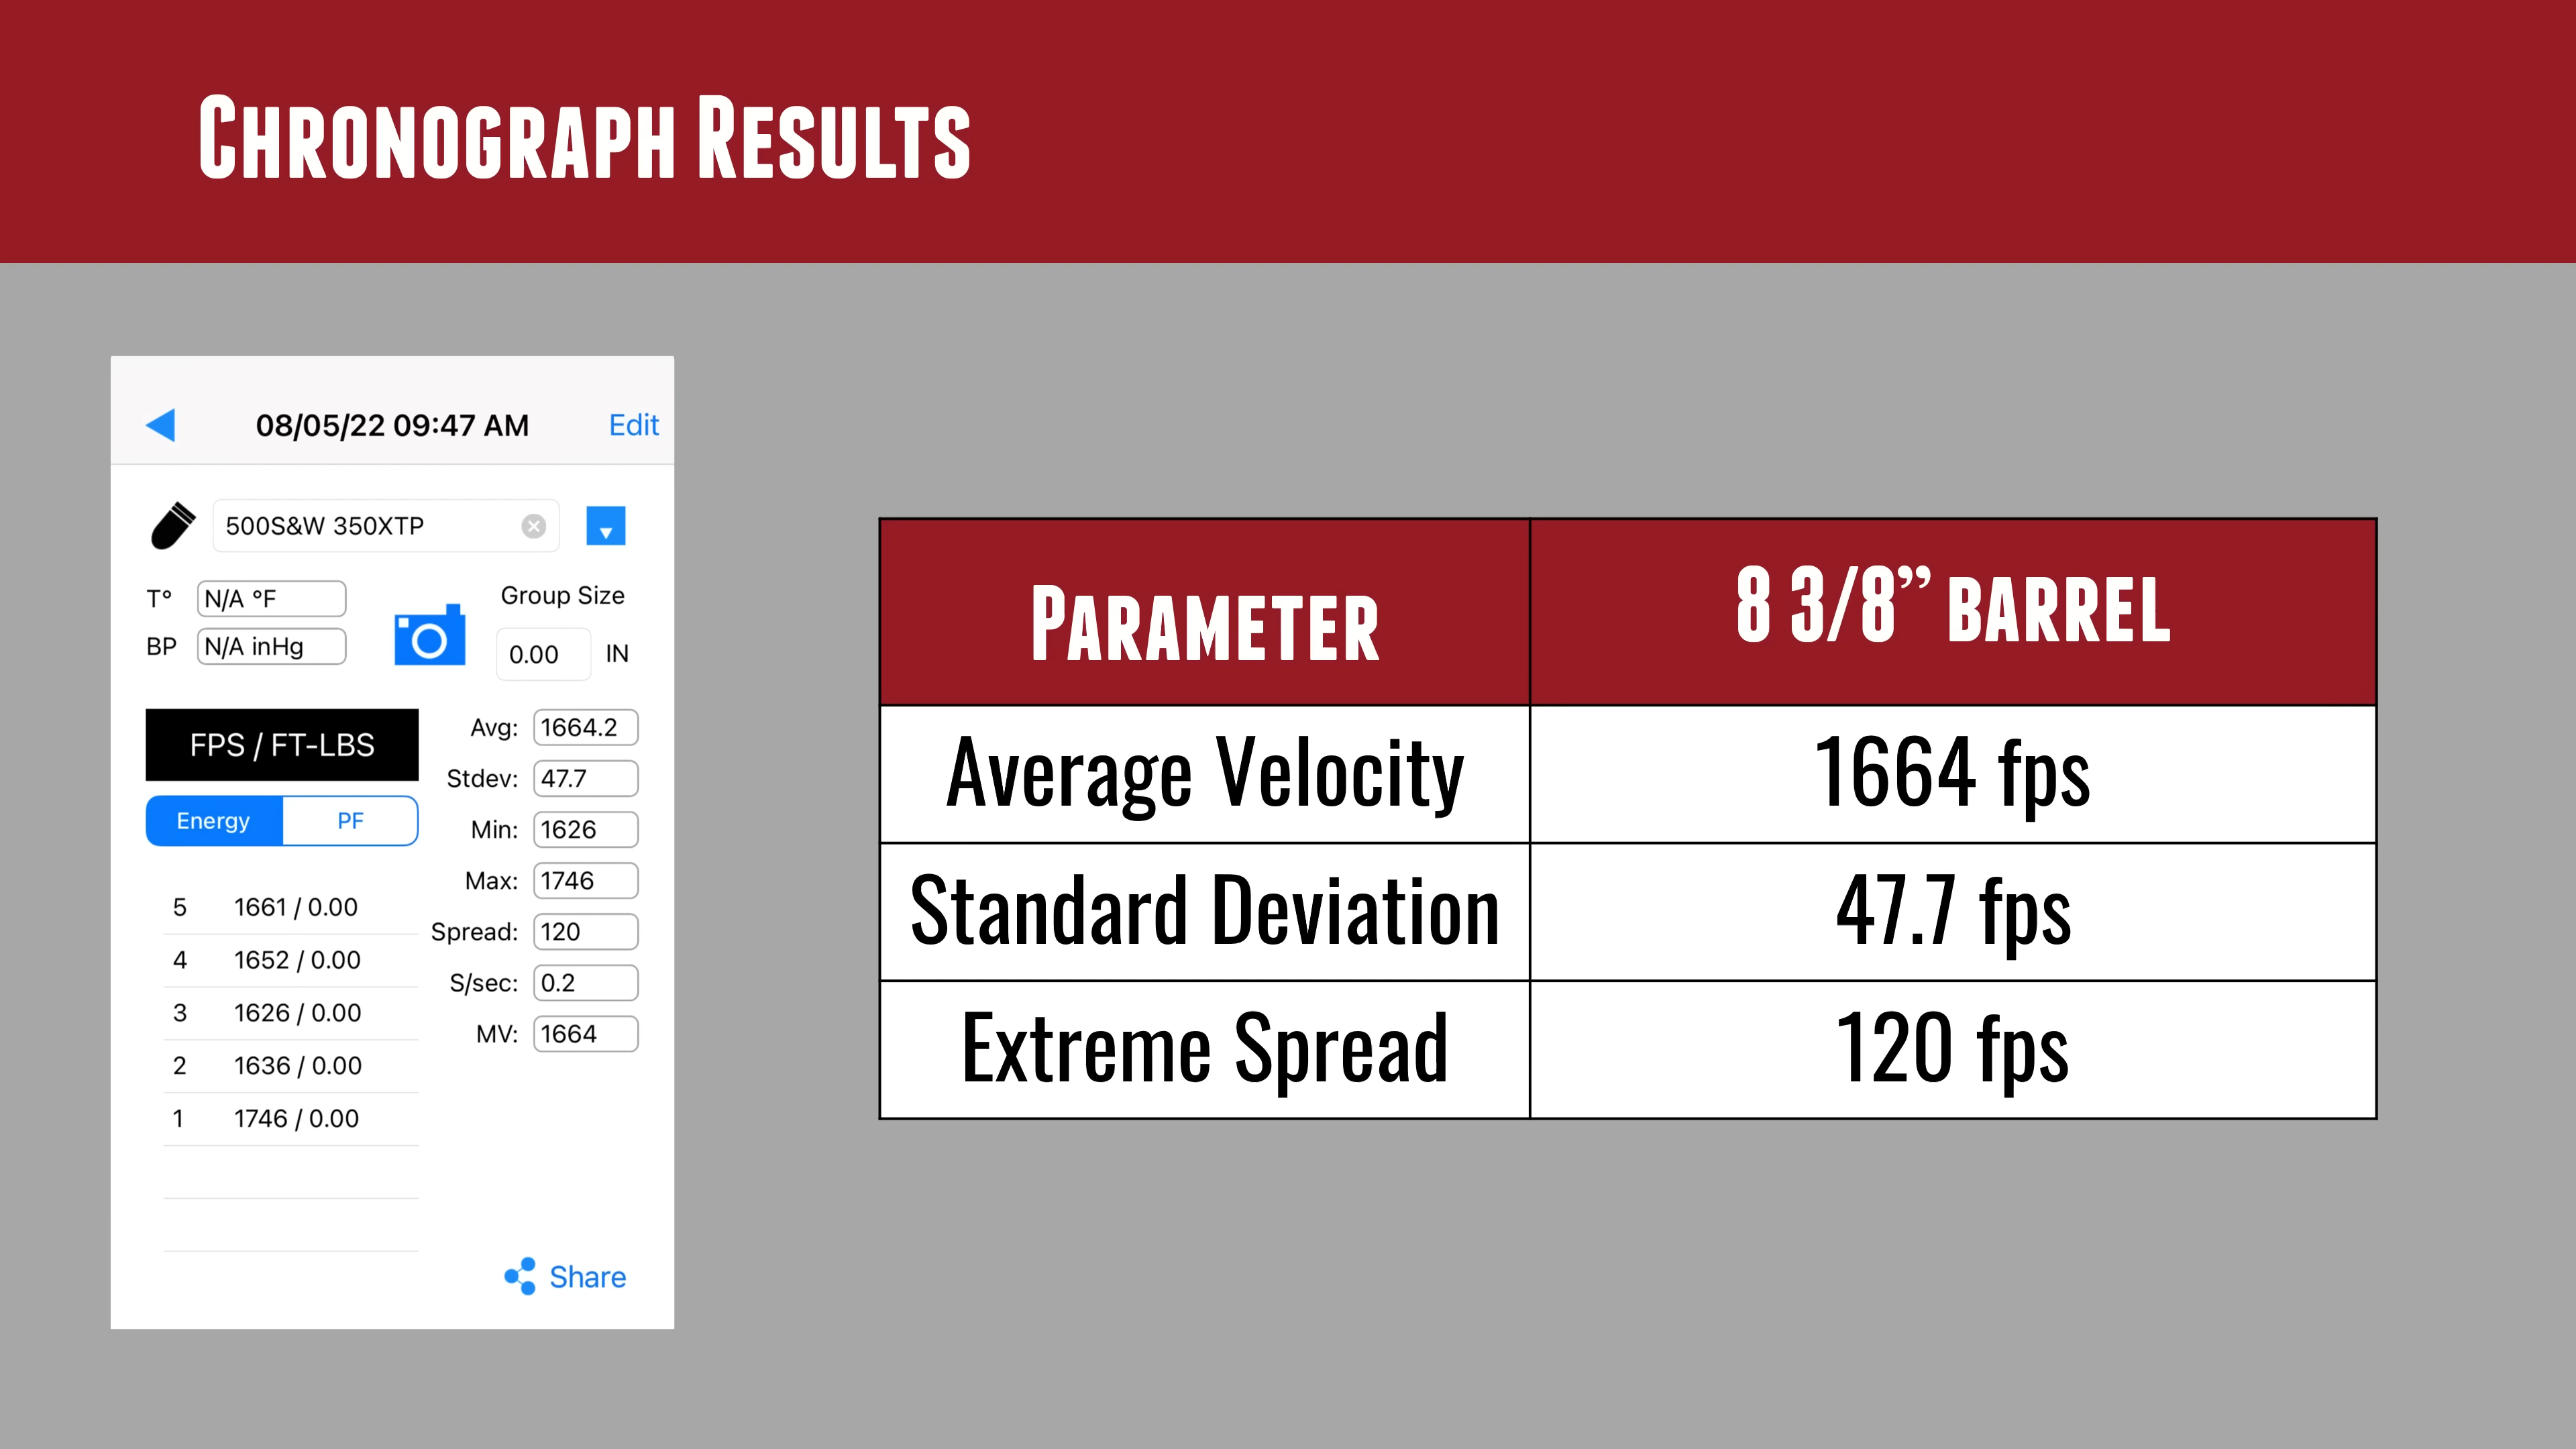 Chronograph Results
08/05/22 09:47 AM Edit
500S&W 350XTP
T° N/A °F
BP N/A inHg
Group Size
0.00 IN
FPS / FT-LBS
Energy PF
5 1661 / 0.00
4 1652 / 0.00
3 1626 / 0.00
2 1636 / 0.00
1 1746 / 0.00
Avg: 1664.2
Stdev: 47.7
Min: 1626
Max: 1746
Spread: 120
S/sec: 0.2
MV: 1664
Share
Parameter 8 3/8” barrel
Average Velocity 1664 fps
Standard Deviation 47.7 fps
Extreme Spread 120 fps